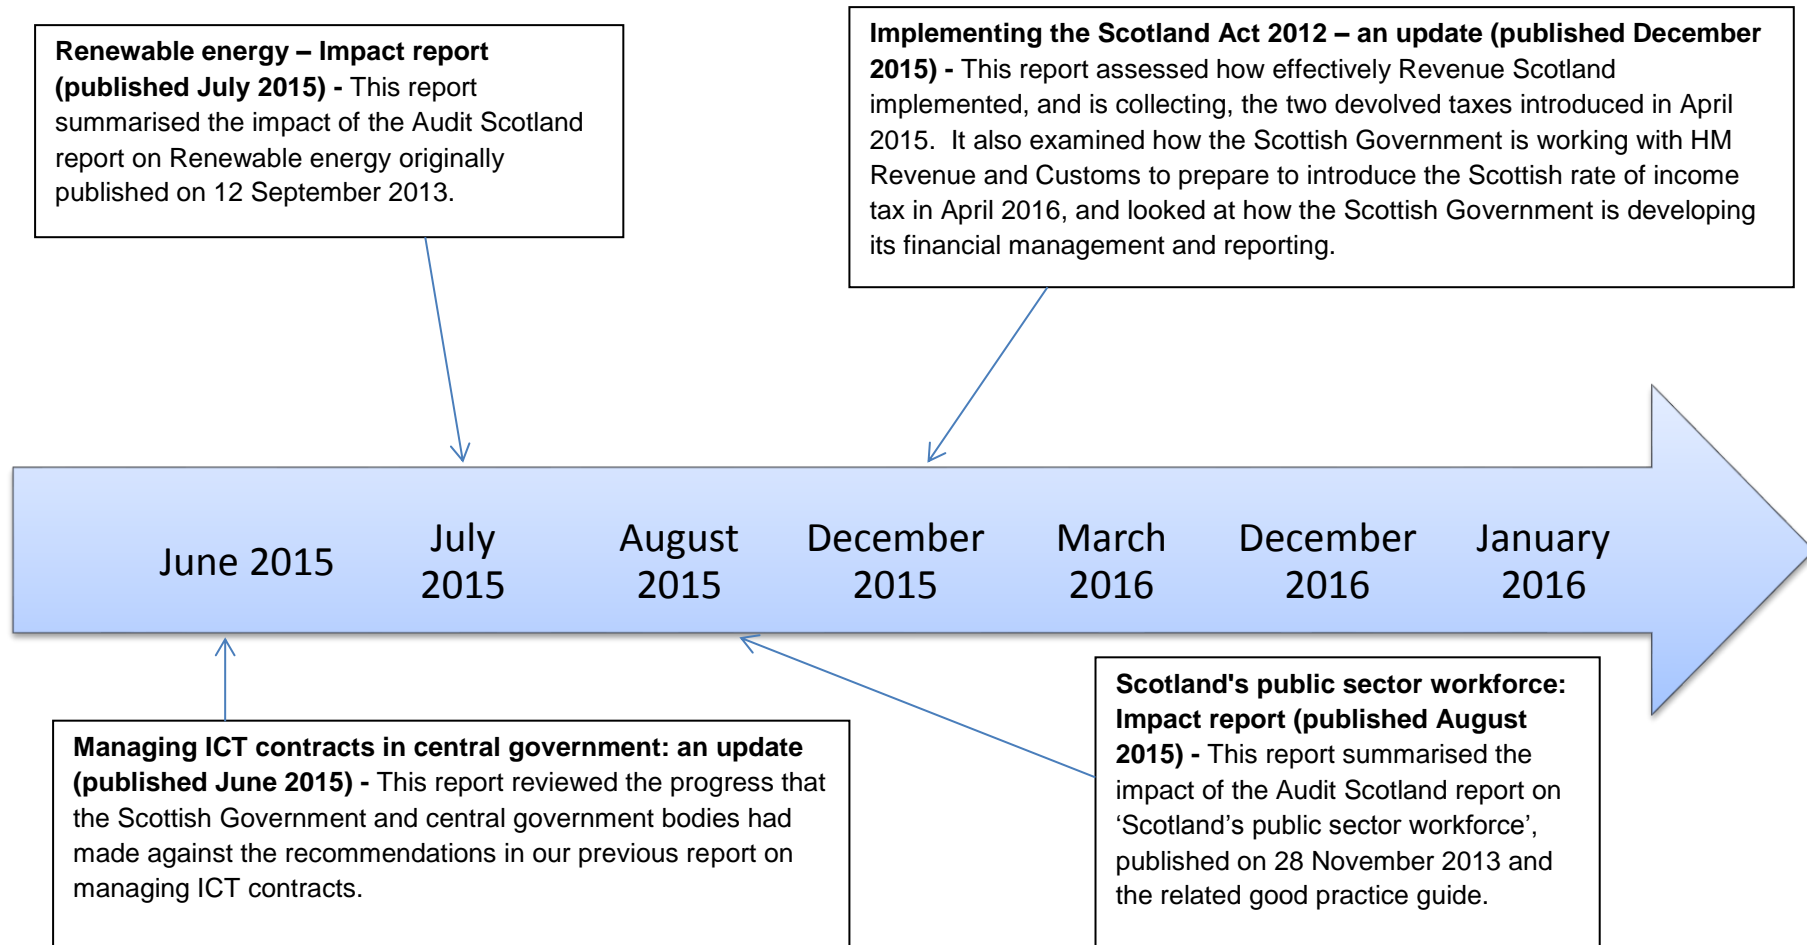 Renewable energy – Impact report
(published July 2015) - This report
summarised the impact of the Audit Scotland
report on Renewable energy originally
published on 12 September 2013.
Implementing the Scotland Act 2012 – an update (published December
2015) - This report assessed how effectively Revenue Scotland
implemented, and is collecting, the two devolved taxes introduced in April
2015.  It also examined how the Scottish Government is working with HM
Revenue and Customs to prepare to introduce the Scottish rate of income
tax in April 2016, and looked at how the Scottish Government is developing
its financial management and reporting.
June 2015
July
2015
August
2015
December
2015
March
2016
December
2016
January
2016
Managing ICT contracts in central government: an update
(published June 2015) - This report reviewed the progress that
the Scottish Government and central government bodies had
made against the recommendations in our previous report on
managing ICT contracts.
Scotland's public sector workforce:
Impact report (published August
2015) - This report summarised the
impact of the Audit Scotland report on
‘Scotland’s public sector workforce’,
published on 28 November 2013 and
the related good practice guide.